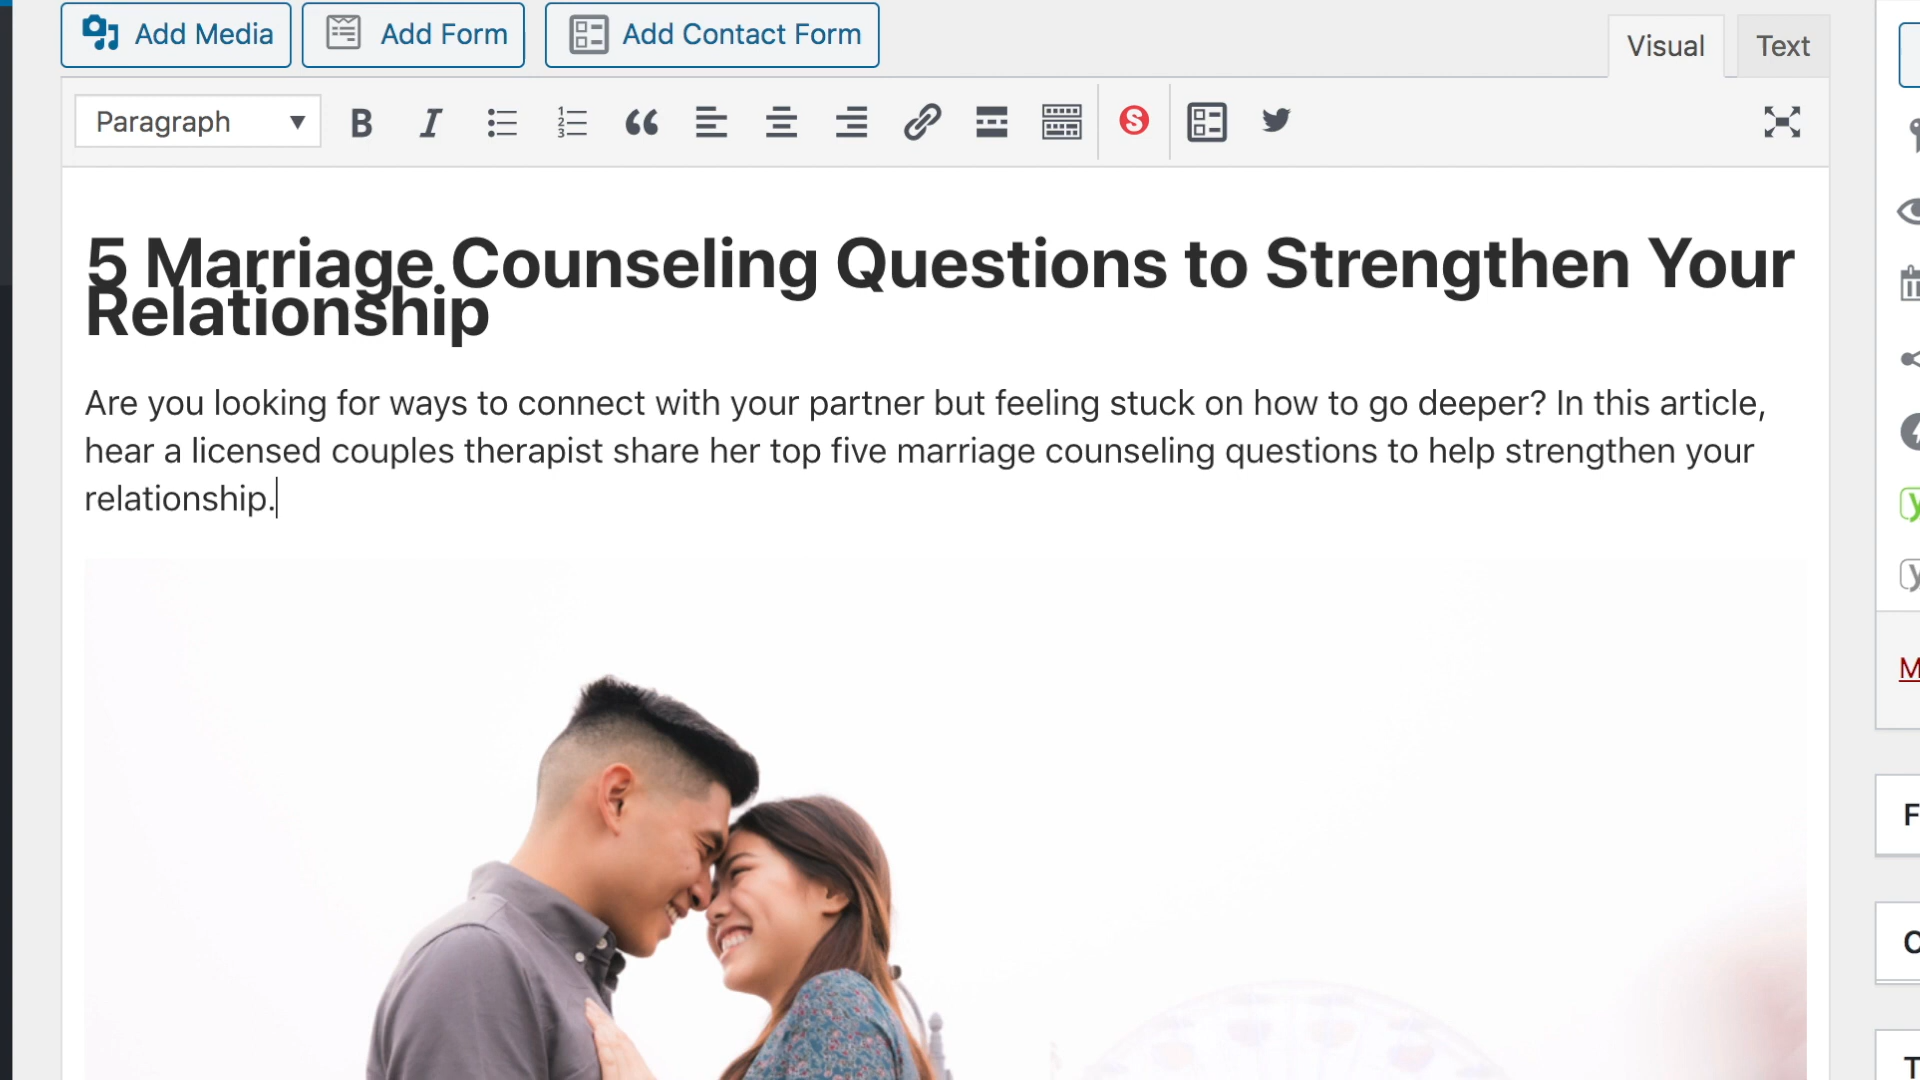 Add Media Add Form Add Contact Form
Visual Text
Paragraph
5 Marriage Counseling Questions to Strengthen Your
Relationship
Are you looking for ways to connect with your partner but feeling stuck on how to go deeper? In this article,
hear a licensed couples therapist share her top five marriage counseling questions to help strengthen your
relationship.